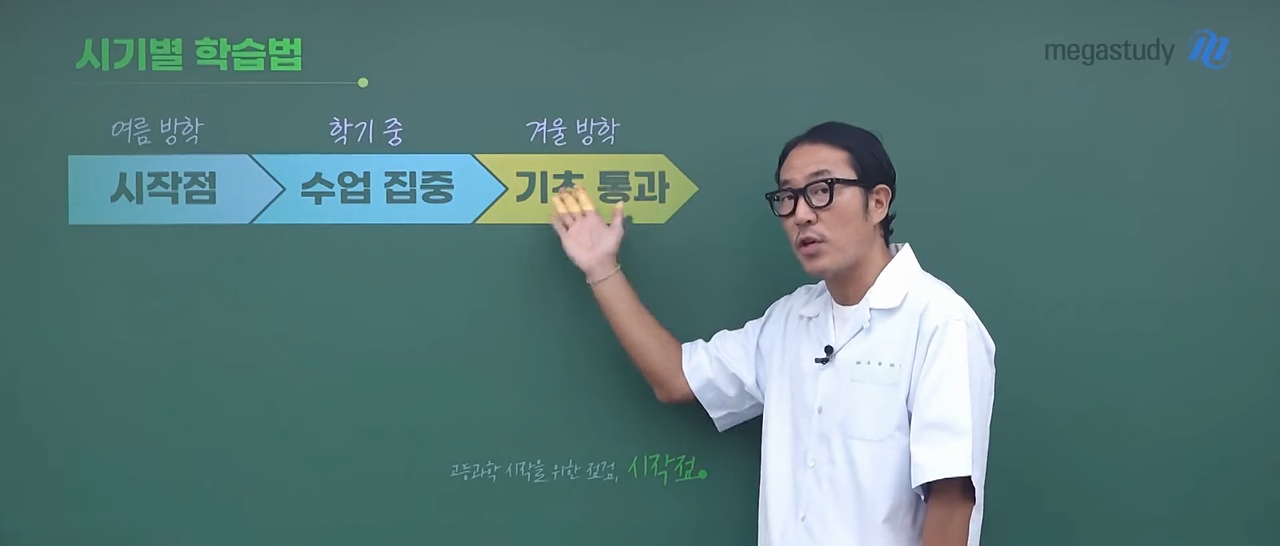 시기별 학습법
megastudy
여름 방학
학기 중
겨울 방학
시작점
수업 집중
기초 통과
고등과학 시작을 위한 점검, 시작점.